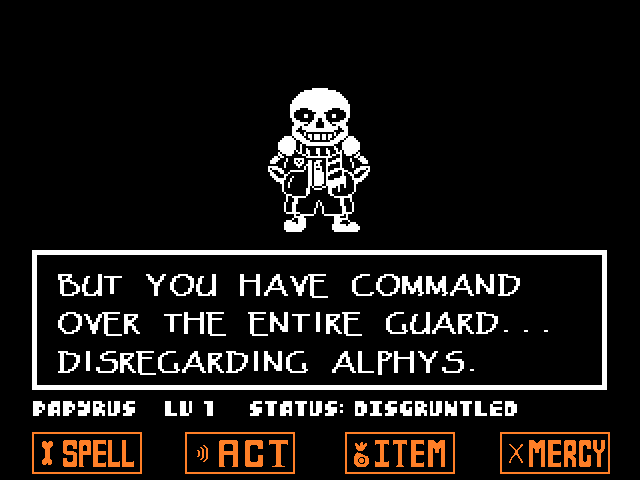 BUT YOU HAVE COMMAND
OVER THE ENTIRE GUARD...
DISREGARDING ALPHYS.
PAPYRUS LV 1 STATUS: DISGRUNTLED
SPELL ACT ITEM MERCY